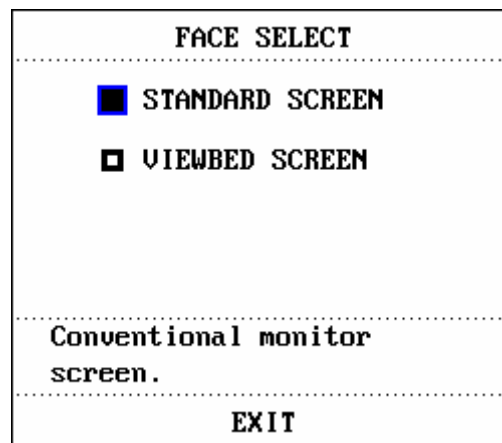 FACE SELECT
STANDARD SCREEN
VIEWBED SCREEN
Conventional monitor
screen.
EXIT